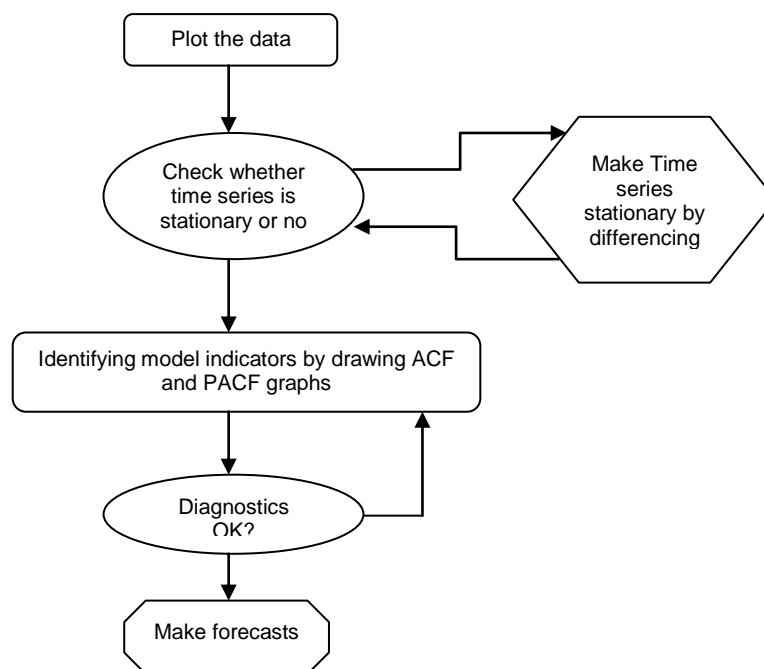 Plot the data
Check whether
time series is
stationary or no
Make Time
series
stationary by
differencing
Identifying model indicators by drawing ACF
and PACF graphs
Diagnostics
OK?
Make forecasts